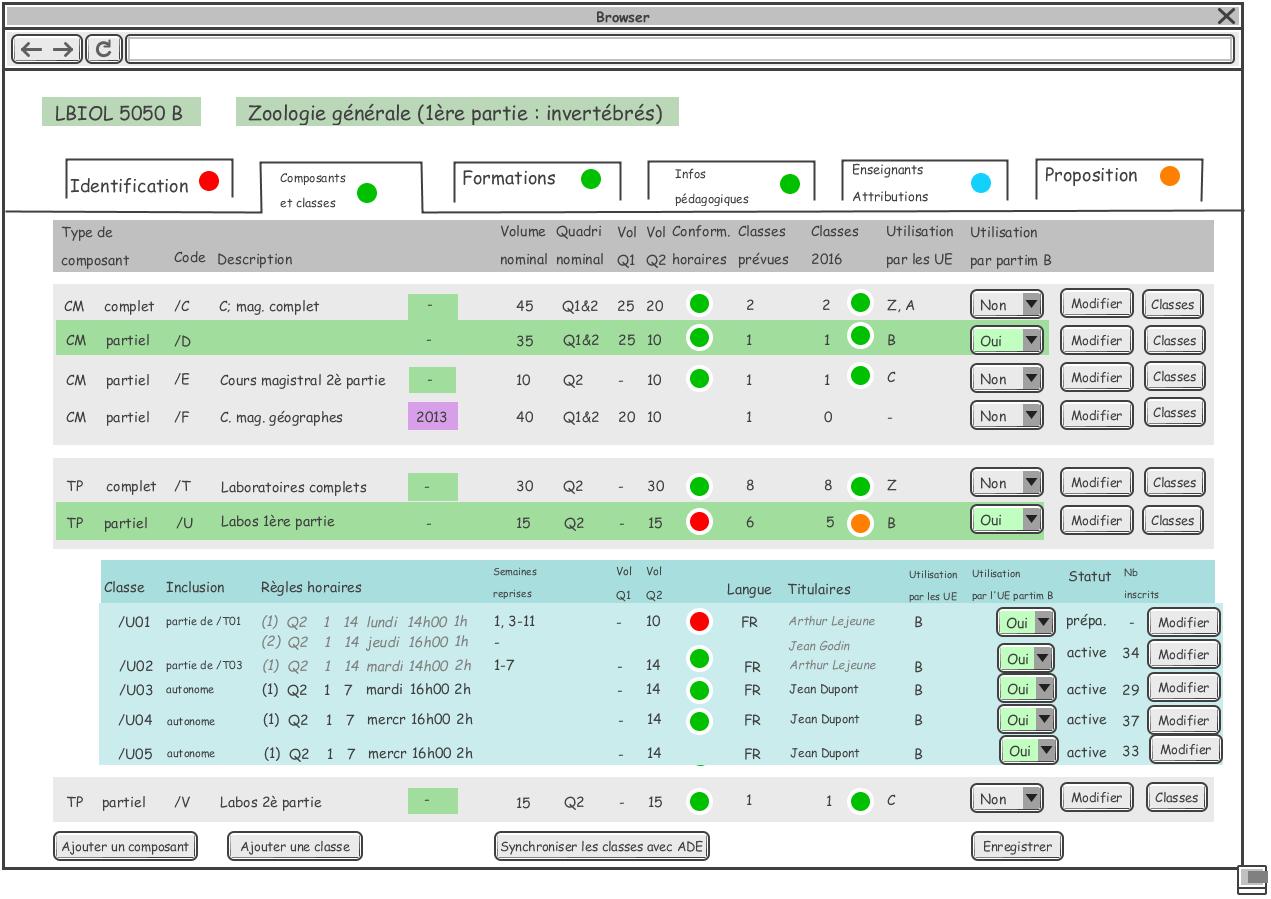 Browser
LBIOL 5050 B Zoologie générale (1ère partie : invertébrés)
Identification Composants et classes Formations Infos pédagogiques Enseignants Attributions Proposition
Type de composant Code Description Volume nominal Quadri nominal Vol Q1 Vol Q2 Conform. horaires Classes prévues Classes 2016 Utilisation par les UE Utilisation par partim B
CM complet /C C; mag. complet - 45 Q1&2 25 20 2 2 Z, A Non Modifier Classes
CM partiel /D - 35 Q1&2 25 10 1 1 B Oui Modifier Classes
CM partiel /E Cours magistral 2è partie - 10 Q2 - 10 1 1 C Non Modifier Classes
CM partiel /F C. mag. géographes 2013 40 Q1&2 20 10 1 0 - Non Modifier Classes
TP complet /T Laboratoires complets - 30 Q2 - 30 8 8 Z Non Modifier Classes
TP partiel /U Labos 1ère partie - 15 Q2 - 15 6 5 B Oui Modifier Classes
Classe Inclusion Règles horaires Semaines reprises Vol Q1 Vol Q2 Langue Titulaires Utilisation par les UE Utilisation par l'UE partim B Statut Nb inscrits
/U01 partie de /T01 (1) Q2 1 14 lundi 14h00 1h 1, 3-11 - 10 FR Arthur Lejeune B Oui prépa. - Modifier
(2) Q2 1 14 jeudi 16h00 1h - Jean Godin
/U02 partie de /T03 (1) Q2 1 14 mardi 14h00 2h 1-7 - 14 FR Arthur Lejeune B Oui active 34 Modifier
/U03 autonome (1) Q2 1 7 mardi 16h00 2h - 14 FR Jean Dupont B Oui active 29 Modifier
/U04 autonome (1) Q2 1 7 mercr 16h00 2h - 14 FR Jean Dupont B Oui active 37 Modifier
/U05 autonome (1) Q2 1 7 mercr 16h00 2h - 14 FR Jean Dupont B Oui active 33 Modifier
TP partiel /V Labos 2è partie - 15 Q2 - 15 1 1 C Non Modifier Classes
Ajouter un composant Ajouter une classe Synchroniser les classes avec ADE Enregistrer